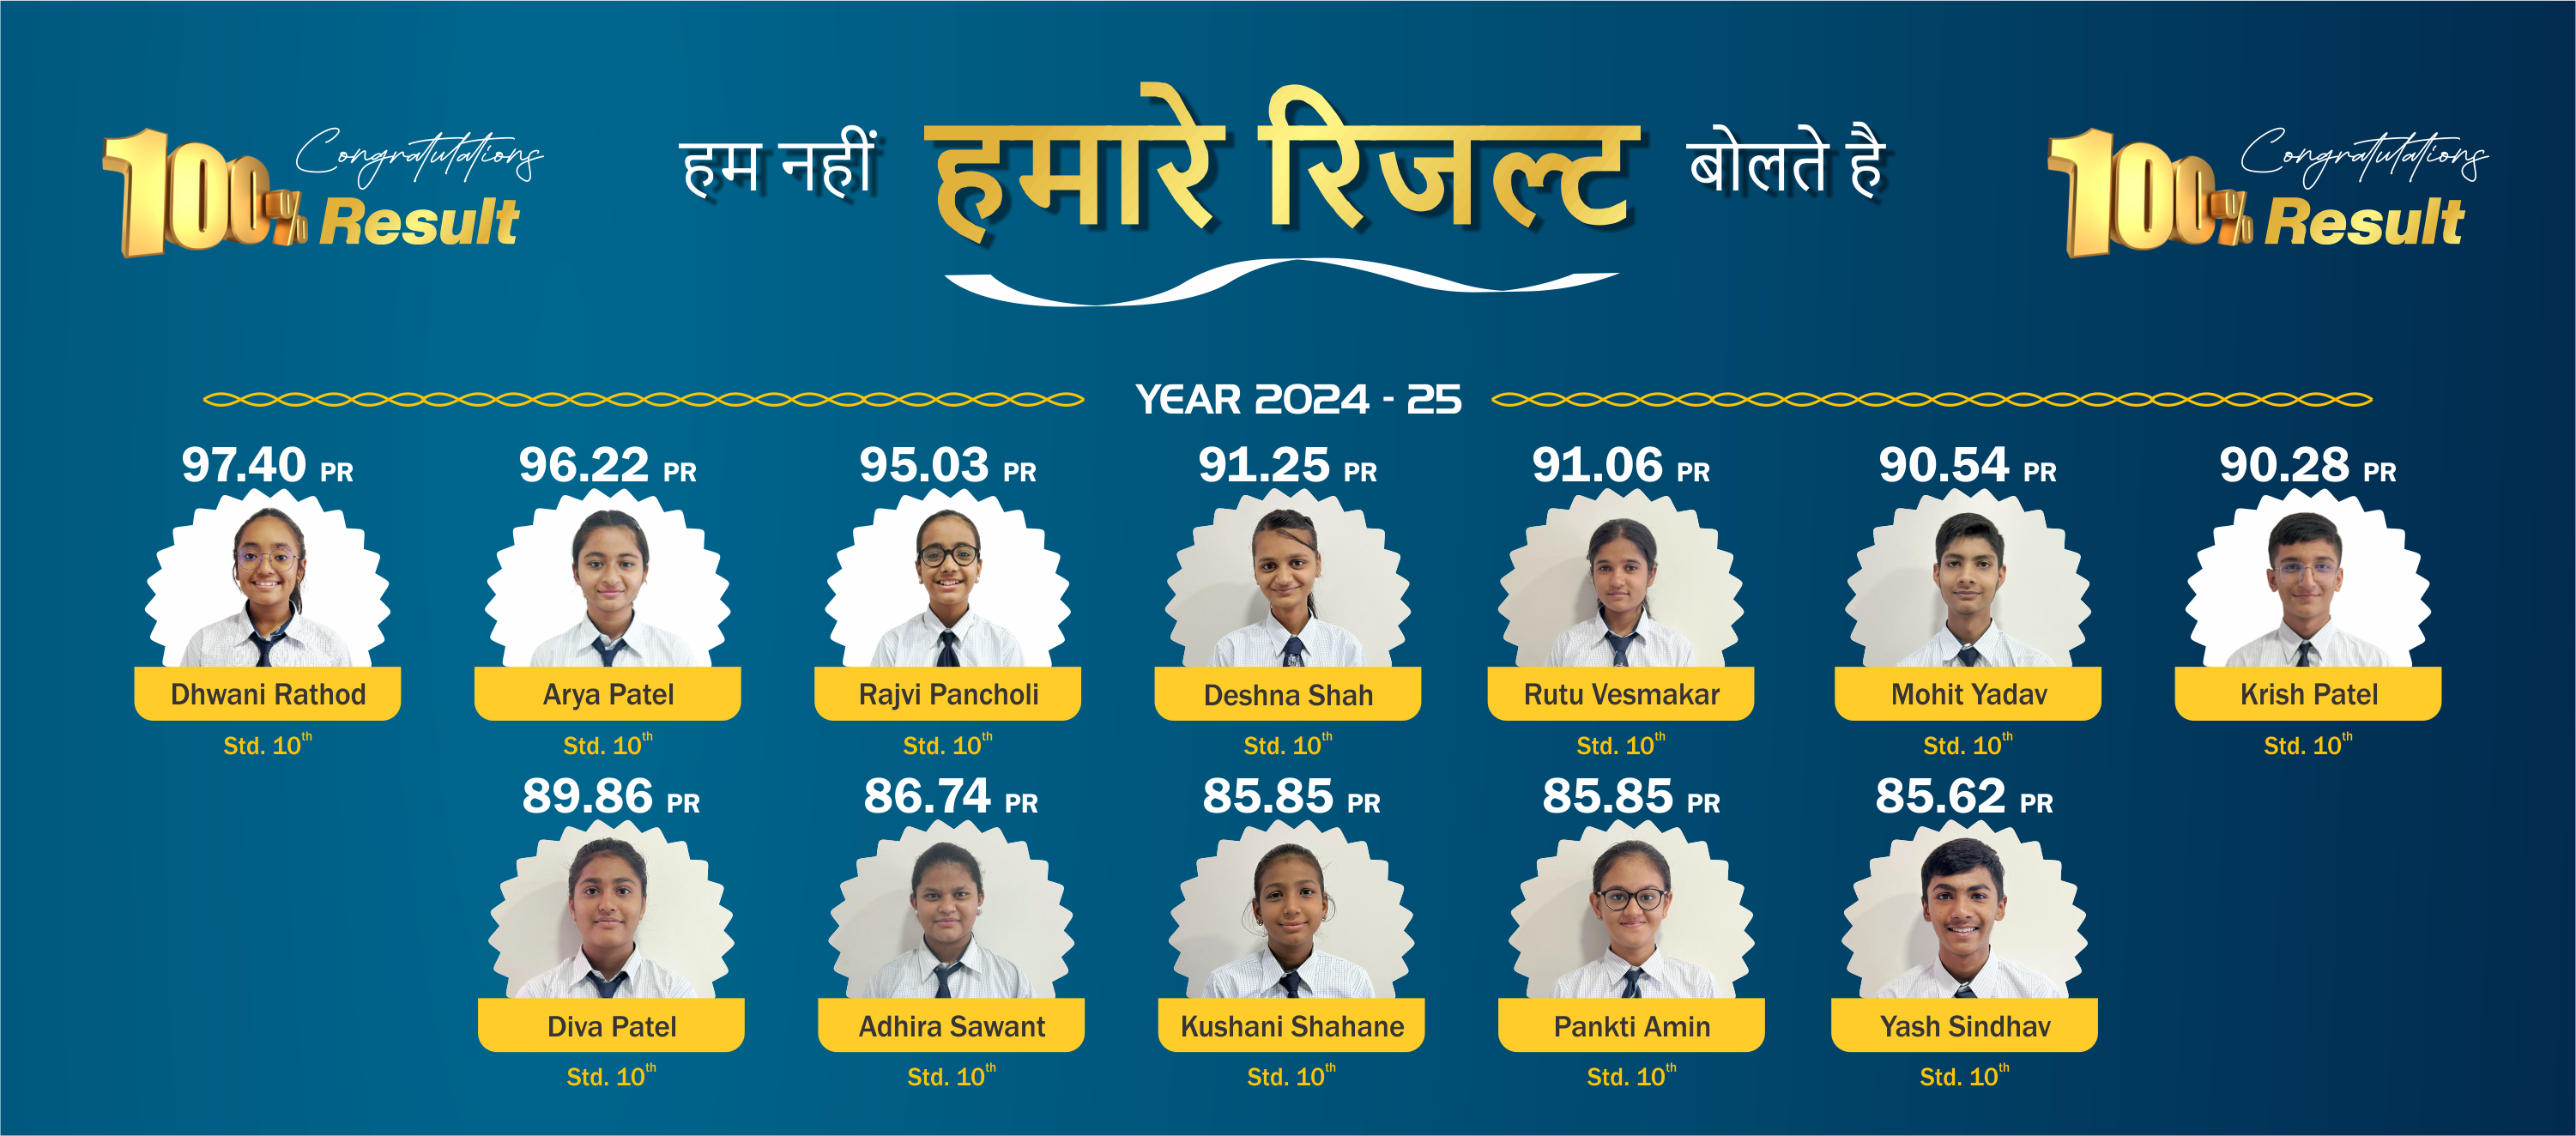 Congratulations
100% Result
हम नहीं हमारे रिजल्ट बोलते है
Congratulations
100% Result
YEAR 2024 - 25
97.40 PR
Dhwani Rathod
Std. 10th
96.22 PR
Arya Patel
Std. 10th
95.03 PR
Rajvi Pancholi
Std. 10th
91.25 PR
Deshna Shah
Std. 10th
91.06 PR
Rutu Vesmakar
Std. 10th
90.54 PR
Mohit Yadav
Std. 10th
90.28 PR
Krish Patel
Std. 10th
89.86 PR
Diva Patel
Std. 10th
86.74 PR
Adhira Sawant
Std. 10th
85.85 PR
Kushani Shahane
Std. 10th
85.85 PR
Pankti Amin
Std. 10th
85.62 PR
Yash Sindhav
Std. 10th